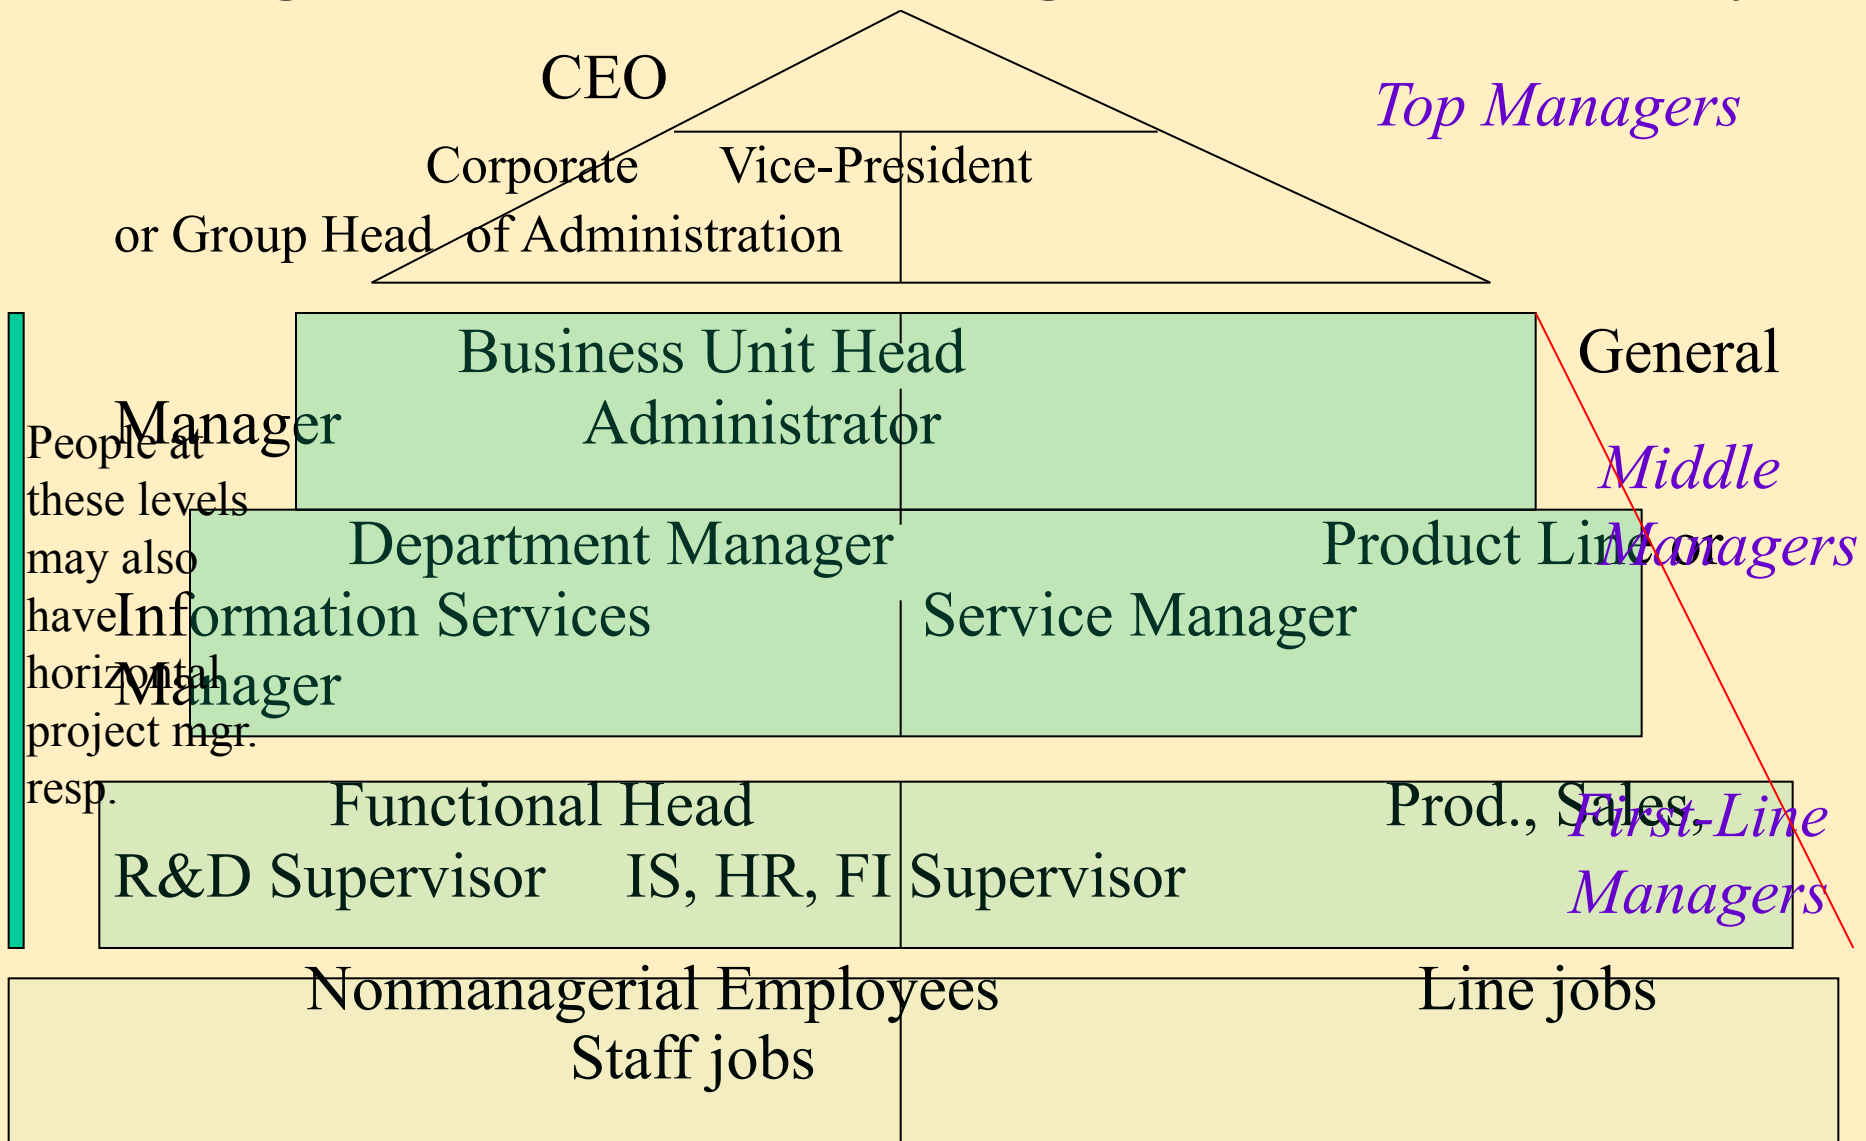 CEO
Top Managers
Corporate Vice-President
or Group Head of Administration
Business Unit Head General
Manager Administrator
Middle
Managers
People at
these levels
may also
have
horizontal
project mgr.
resp.
Department Manager Product Line or
Information Services Service Manager
Manager
Functional Head Prod., Sales,
R&D Supervisor IS, HR, FI Supervisor
First-Line
Managers
Nonmanagerial Employees Line jobs
Staff jobs